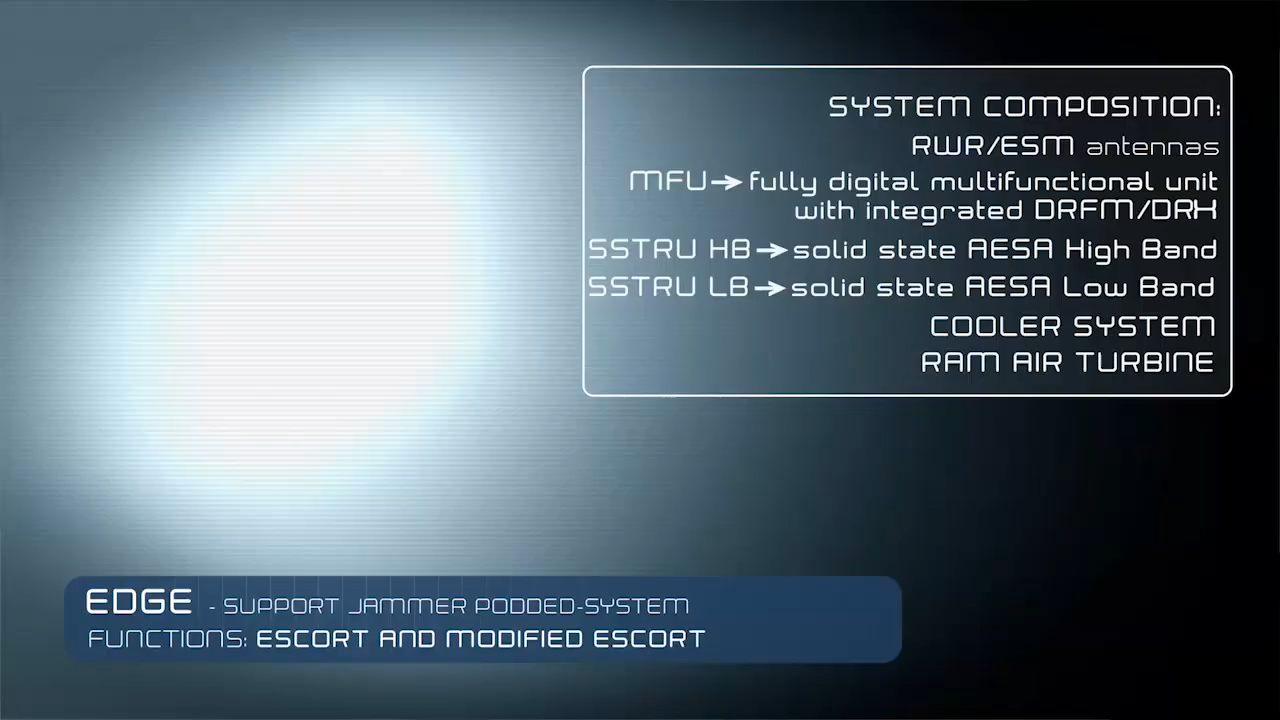 SYSTEM COMPOSITION:
RWR/ESM antennas
MFU→fully digital multifunctional unit
with integrated DRFM/DRX
SSTRU HB→solid state AESA High Band
SSTRU LB→solid state AESA Low Band
COOLER SYSTEM
RAM AIR TURBINE
EDGE - SUPPORT JAMMER PODDED-SYSTEM
FUNCTIONS: ESCORT AND MODIFIED ESCORT